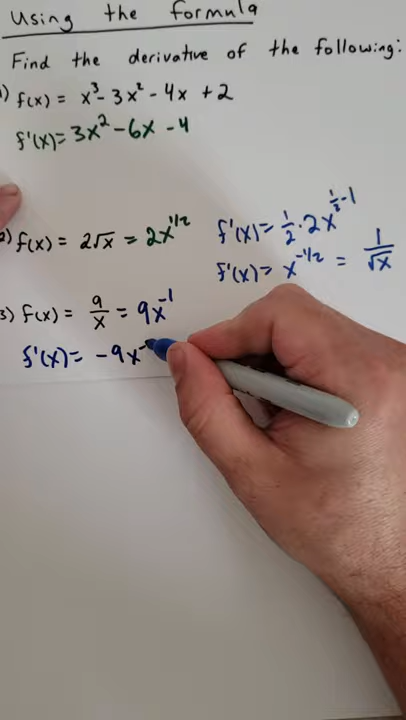 Using the formula
Find the derivative of the following:
1) f(x) = x³ - 3x² - 4x + 2
f'(x) = 3x² - 6x - 4
2) f(x) = 2√x = 2x^1/2
f'(x) = 1/2 · 2x^1/2-1
f'(x) = x^-1/2 = 1/√x
3) f(x) = 9/x = 9x^-1
f'(x) = -9x^-